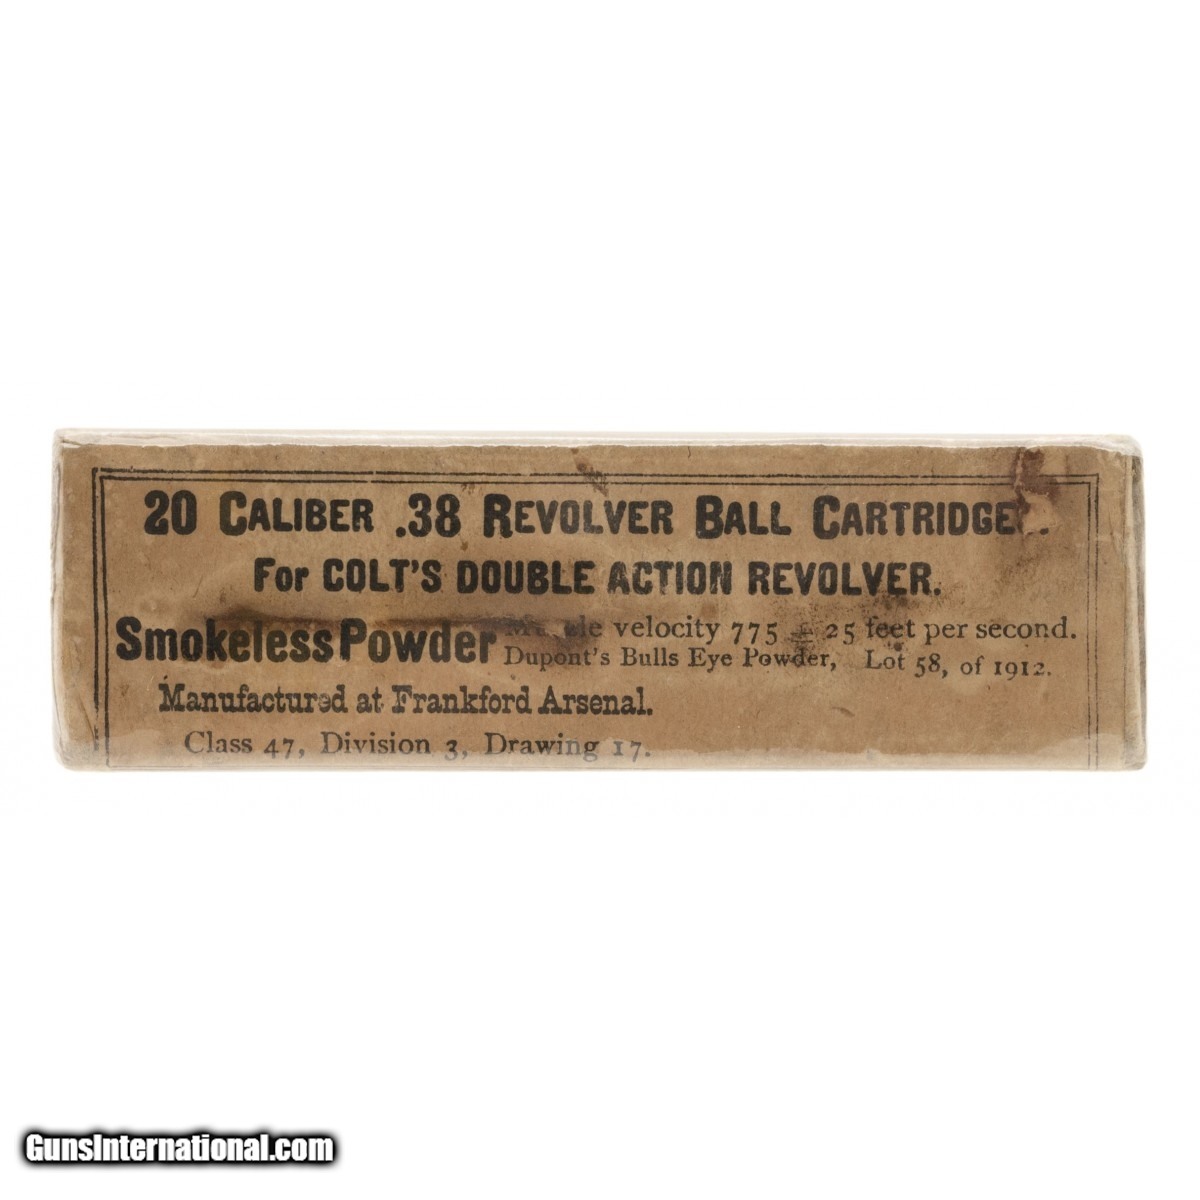 20 CALIBER .38 REVOLVER BALL CARTRIDGE .
For COLT'S DOUBLE ACTION REVOLVER.
Smokeless Powder
velocity 775 ± 25 feet per second.
Dupont's Bulls Eye Powder, Lot 58, of 1912.
Manufactured at Frankford Arsenal.
Class 47, Division 3, Drawing 17.
GunsInternational.com